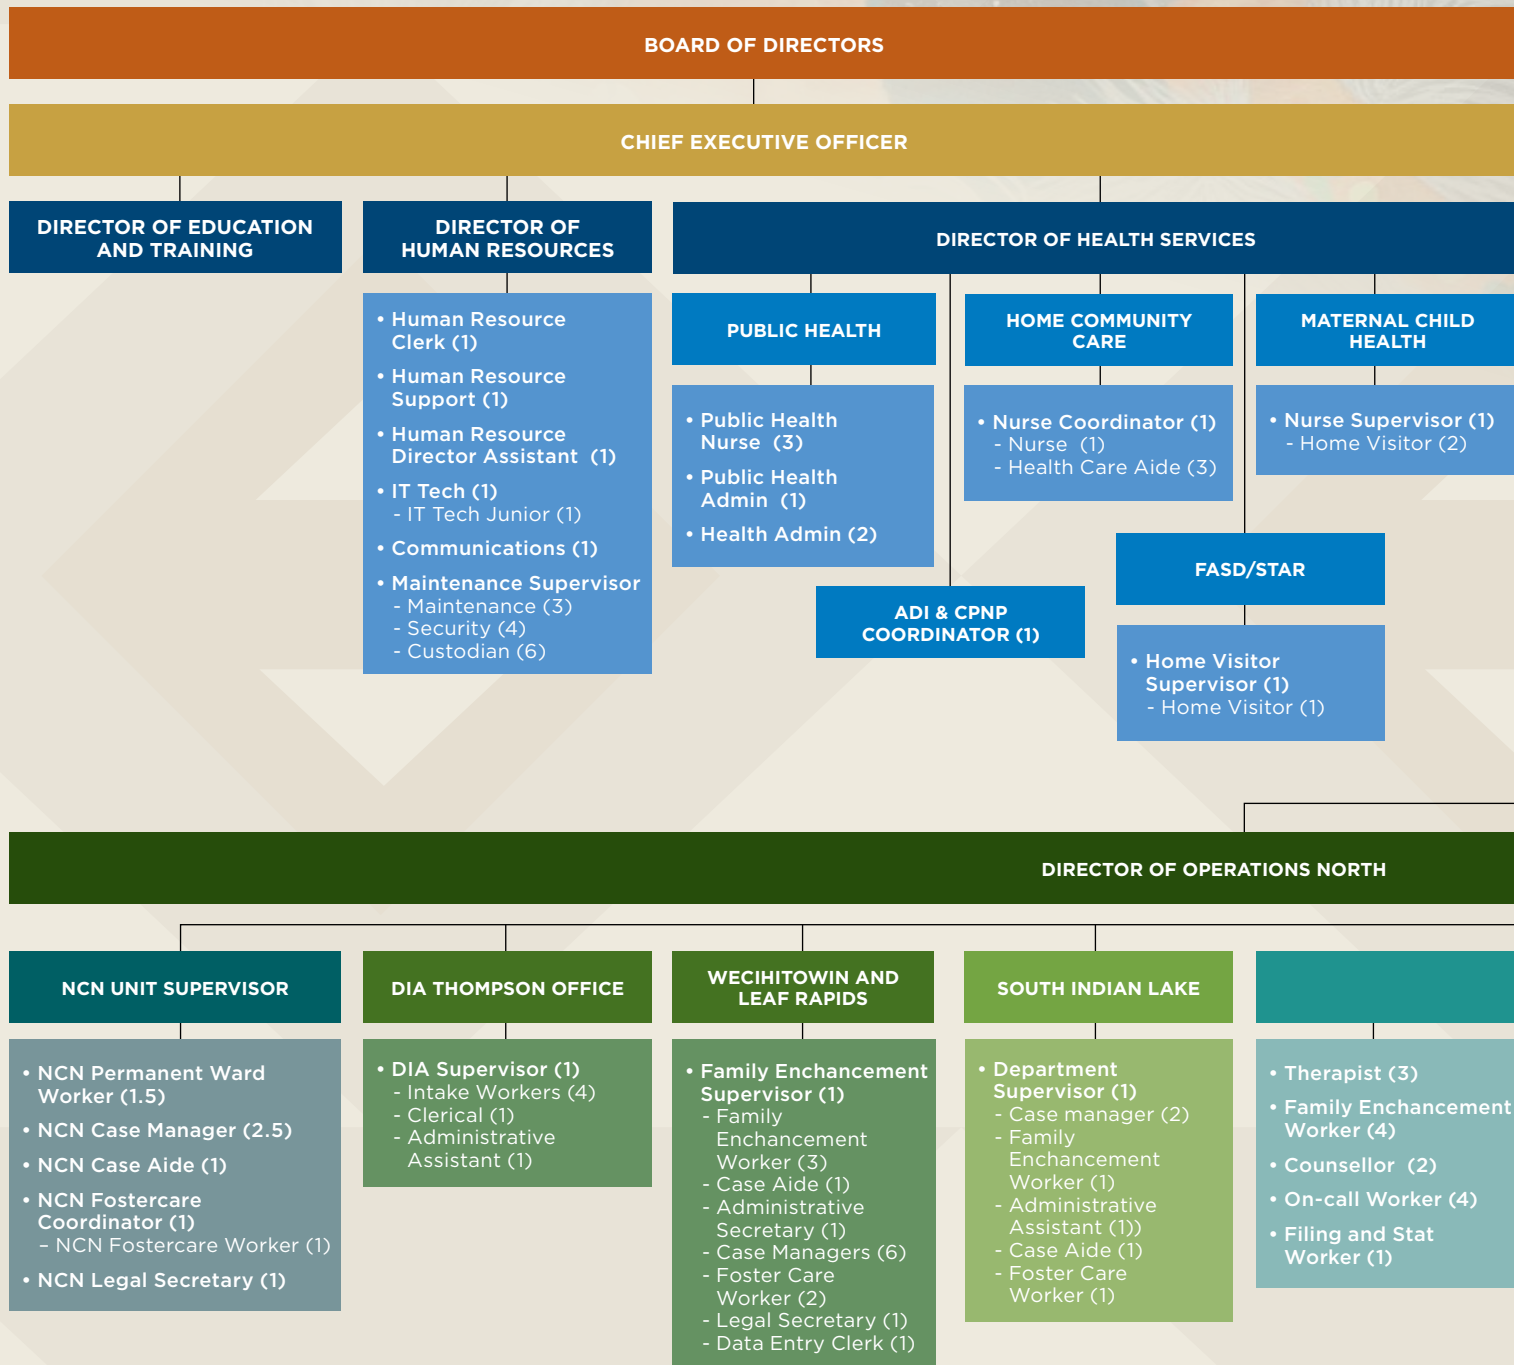 BOARD OF DIRECTORS
CHIEF EXECUTIVE OFFICER
DIRECTOR OF EDUCATION
AND TRAINING
DIRECTOR OF
HUMAN RESOURCES
• Human Resource
Clerk (1)
• Human Resource
Support (1)
• Human Resource
Director Assistant (1)
• IT Tech (1)
- IT Tech Junior (1)
• Communications (1)
• Maintenance Supervisor
- Maintenance (3)
- Security (4)
- Custodian (6)
DIRECTOR OF HEALTH SERVICES
PUBLIC HEALTH
• Public Health
Nurse (3)
• Public Health
Admin (1)
• Health Admin (2)
ADI & CPNP
COORDINATOR (1)
HOME COMMUNITY
CARE
• Nurse Coordinator (1)
- Nurse (1)
- Health Care Aide (3)
FASD/STAR
• Home Visitor
Supervisor (1)
- Home Visitor (1)
MATERNAL CHILD
HEALTH
• Nurse Supervisor (1)
- Home Visitor (2)
DIRECTOR OF OPERATIONS NORTH
NCN UNIT SUPERVISOR
• NCN Permanent Ward
Worker (1.5)
• NCN Case Manager (2.5)
• NCN Case Aide (1)
• NCN Fostercare
Coordinator (1)
– NCN Fostercare Worker (1)
• NCN Legal Secretary (1)
DIA THOMPSON OFFICE
• DIA Supervisor (1)
- Intake Workers (4)
- Clerical (1)
- Administrative
Assistant (1)
WECIHITOWIN AND
LEAF RAPIDS
• Family Enchancement
Supervisor (1)
- Family
Enchancement
Worker (3)
- Case Aide (1)
- Administrative
Secretary (1)
- Case Managers (6)
- Foster Care
Worker (2)
- Legal Secretary (1)
- Data Entry Clerk (1)
SOUTH INDIAN LAKE
• Department
Supervisor (1)
- Case manager (2)
- Family
Enchancement
Worker (1)
- Administrative
Assistant (1))
- Case Aide (1)
- Foster Care
Worker (1)
• Therapist (3)
• Family Enchancement
Worker (4)
• Counsellor (2)
• On-call Worker (4)
• Filing and Stat
Worker (1)